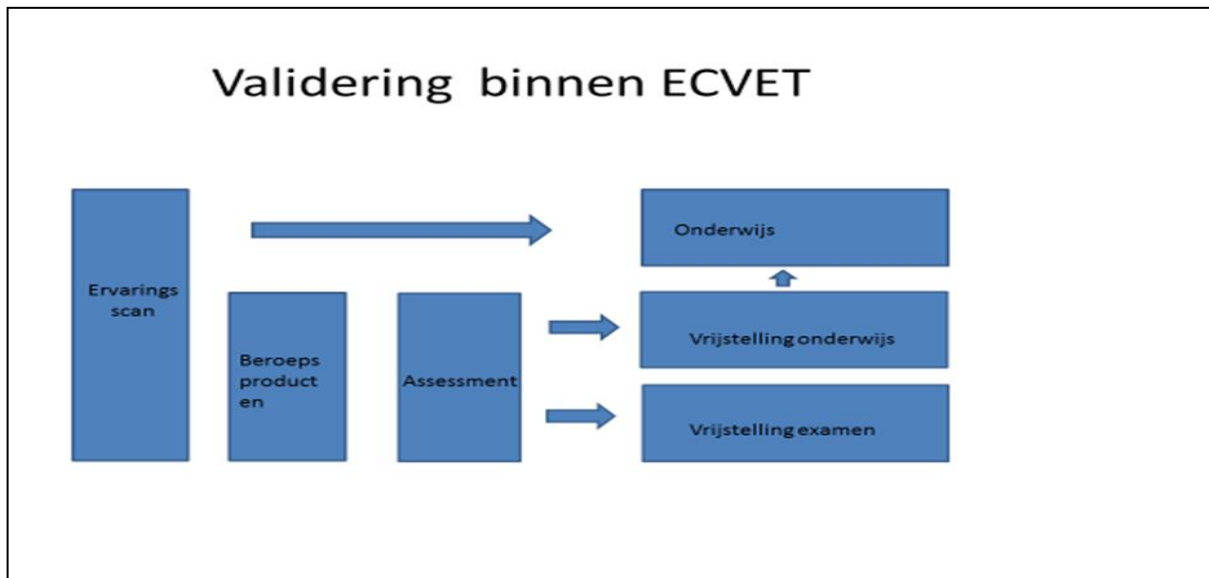 Validering binnen ECVET
Ervarings
scan
Beroeps
product
en
Assessment
Onderwijs
Vrijstelling onderwijs
Vrijstelling examen